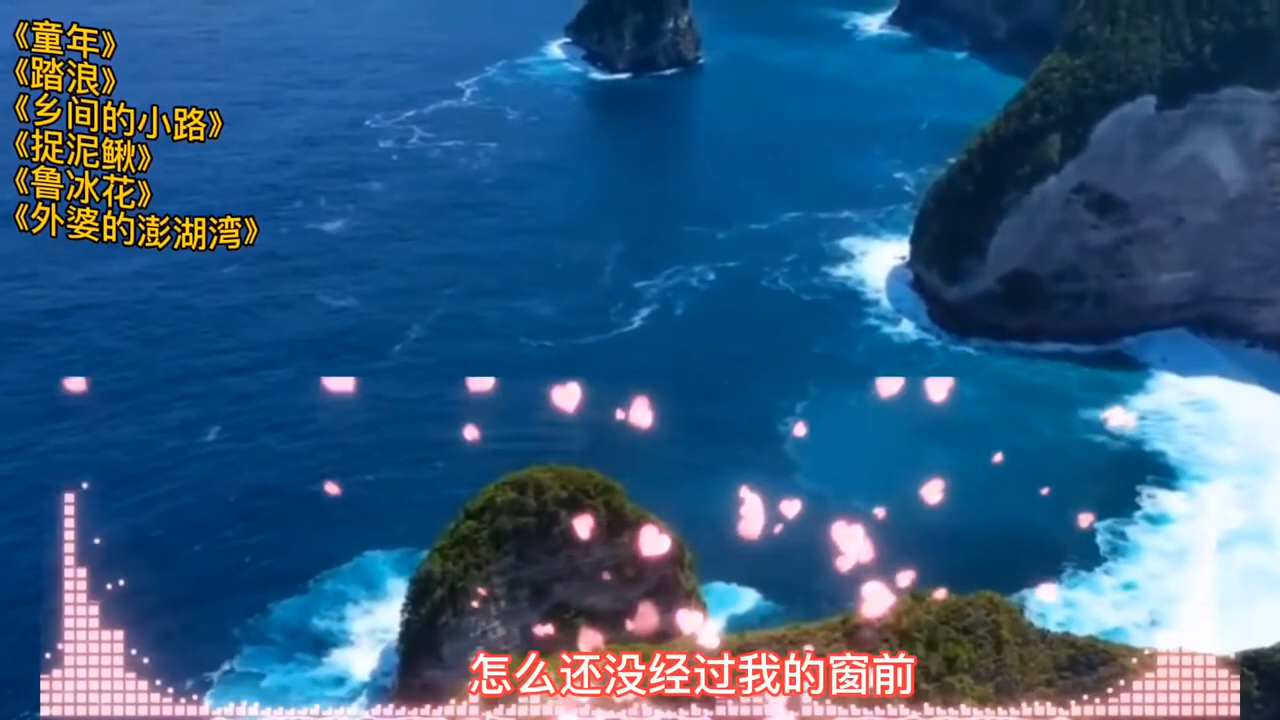 《童年》
《踏浪》
《乡间的小路》
《捉泥鳅》
《鲁冰花》
《外婆的澎湖湾》
怎么还没经过我的窗前